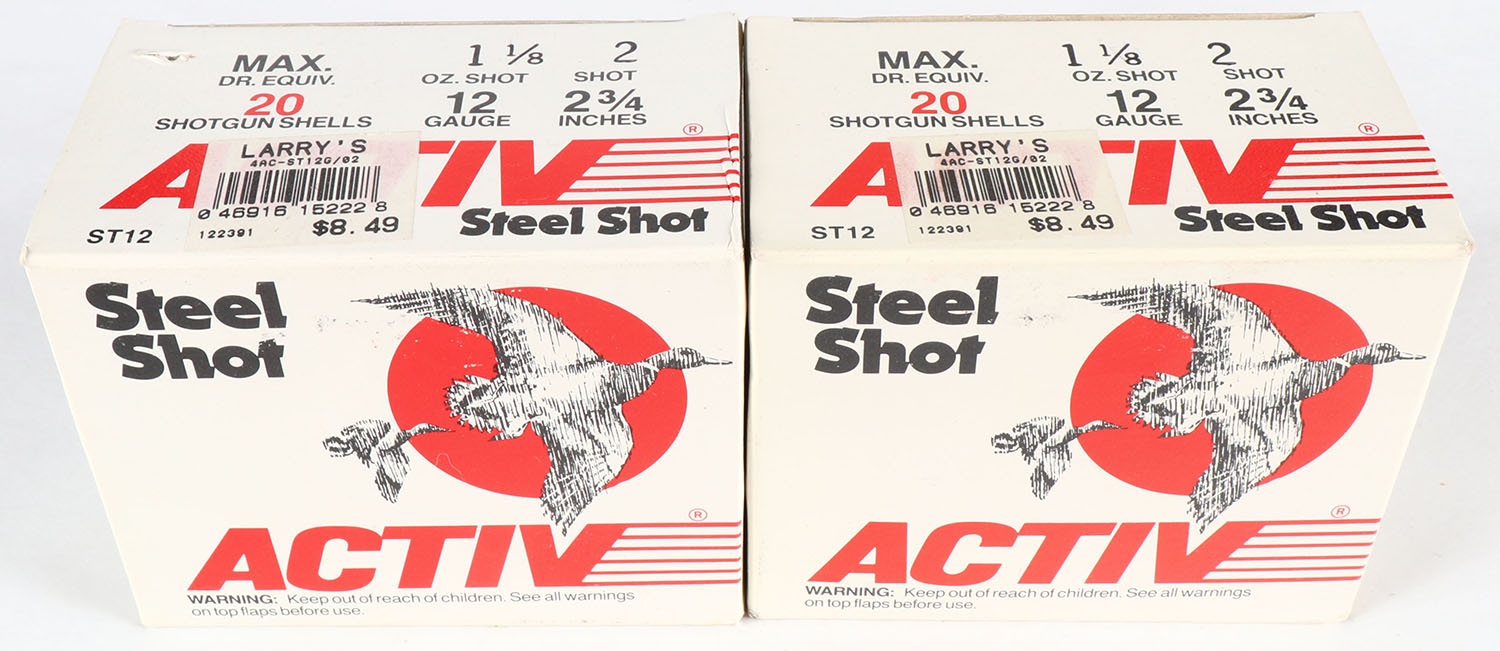 MAX. 1 1/8 2
DR. EQUIV. OZ. SHOT SHOT
20 12 2 3/4
SHOTGUN SHELLS GAUGE INCHES
LARRY'S
4AC-ST12G/02
0 46916 15222 8
122391 $8.49
ACTIV ®
ST12 Steel Shot
Steel
Shot
ACTIV ®
WARNING: Keep out of reach of children. See all warnings
on top flaps before use.
MAX. 1 1/8 2
DR. EQUIV. OZ. SHOT SHOT
20 12 2 3/4
SHOTGUN SHELLS GAUGE INCHES
LARRY'S
4AC-ST12G/02
0 46916 15222 8
122391 $8.49
ACTIV ®
ST12 Steel Shot
Steel
Shot
ACTIV ®
WARNING: Keep out of reach of children. See all warnings
on top flaps before use.